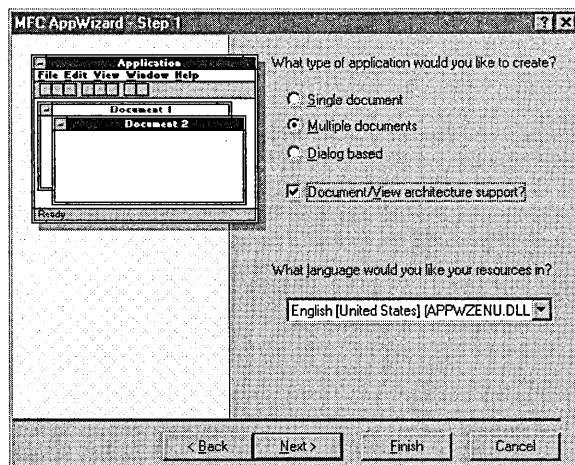 MFC AppWizard - Step 1
Application
File Edit View Window Help
Document 1
Document 2
Ready
What type of application would you like to create?
Single document
Multiple documents
Dialog based
Document/View architecture support?
What language would you like your resources in?
English [United States] (APPWZENU.DLL
< Back
Next >
Finish
Cancel